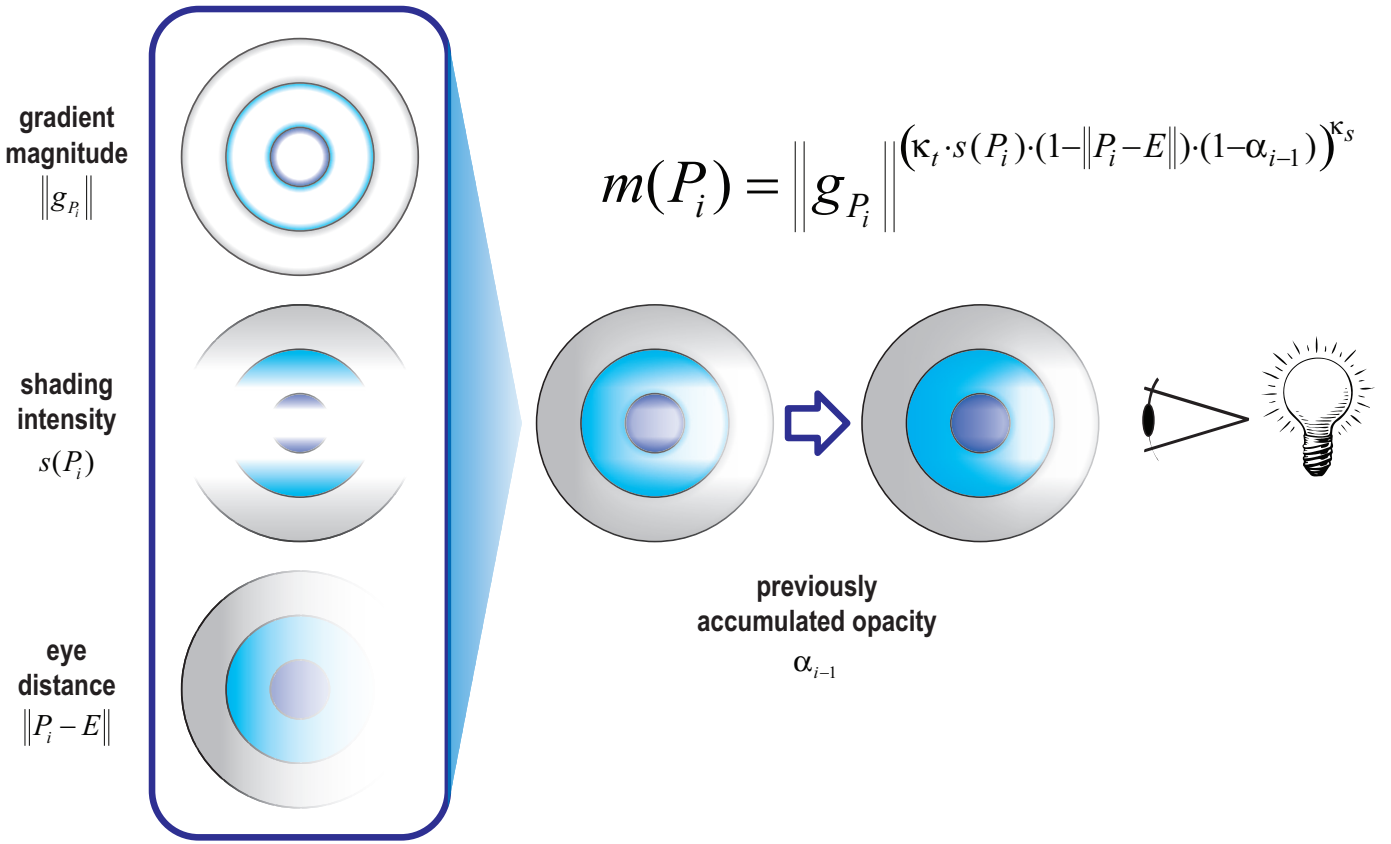 gradient
magnitude
‖g_{P_i}‖
m(P_i) = ‖g_{P_i}‖^{(κ_t·s(P_i)·(1−‖P_i−E‖)·(1−α_{i−1}))^{κ_s}}
shading
intensity
s(P_i)
previously
accumulated opacity
α_{i−1}
eye
distance
‖P_i − E‖